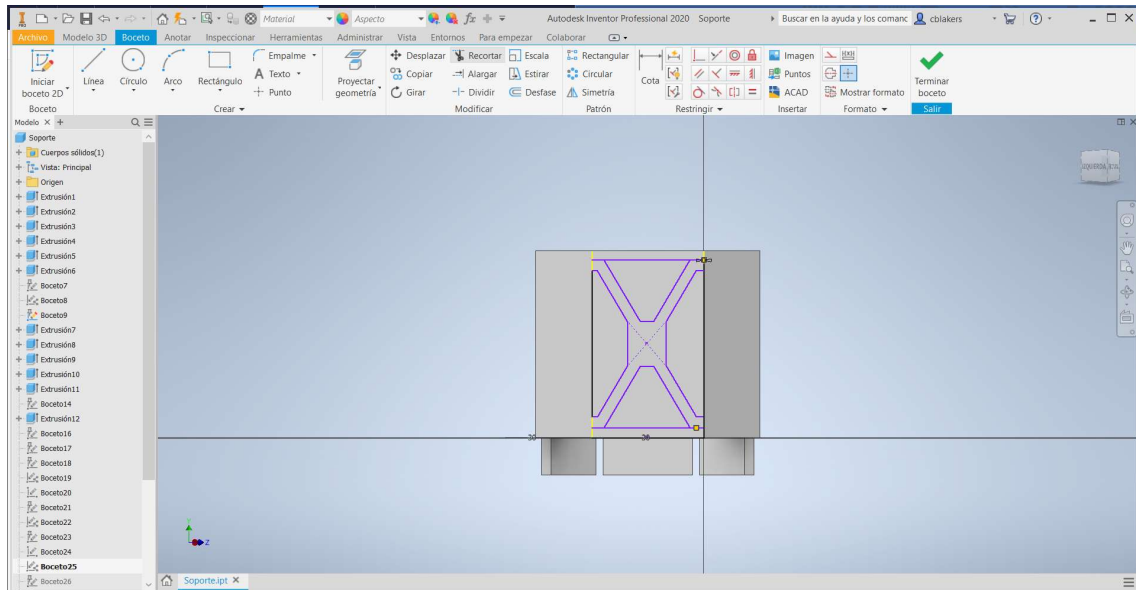 PRO Material Aspecto fx Autodesk Inventor Professional 2020 Soporte Buscar en la ayuda y los comanc cblakers
Archivo Modelo 3D Boceto Anotar Inspeccionar Herramientas Administrar Vista Entornos Para empezar Colaborar
Iniciar boceto 2D Línea Círculo Arco Rectángulo Empalme Texto Punto Proyectar geometría Desplazar Recortar Escala Rectangular Cota Imagen Terminar boceto
Copiar Alargar Estirar Circular Puntos
Girar Dividir Desfase Simetría ACAD Mostrar formato
Boceto Crear Modificar Patrón Restringir Insertar Formato Salir
Modelo
Soporte
Cuerpos sólidos(1)
Vista: Principal
Origen
Extrusión1
Extrusión2
Extrusión3
Extrusión4
Extrusión5
Extrusión6
Boceto7
Boceto8
Boceto9
Extrusión7
Extrusión8
Extrusión9
Extrusión10
Extrusión11
Boceto14
Extrusión12
Boceto16
Boceto17
Boceto18
Boceto19
Boceto20
Boceto21
Boceto22
Boceto23
Boceto24
Boceto25
Boceto26
Z
Soporte.ipt